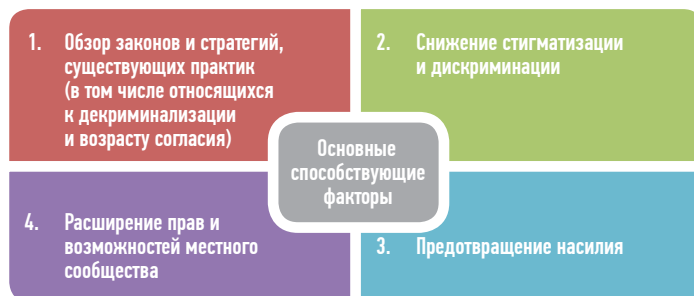 1. Обзор законов и стратегий,
существующих практик
(в том числе относящихся
к декриминализации
и возрасту согласия)
2. Снижение стигматизации
и дискриминации
Основные
способствующие
факторы
4. Расширение прав и
возможностей местного
сообщества
3. Предотвращение насилия